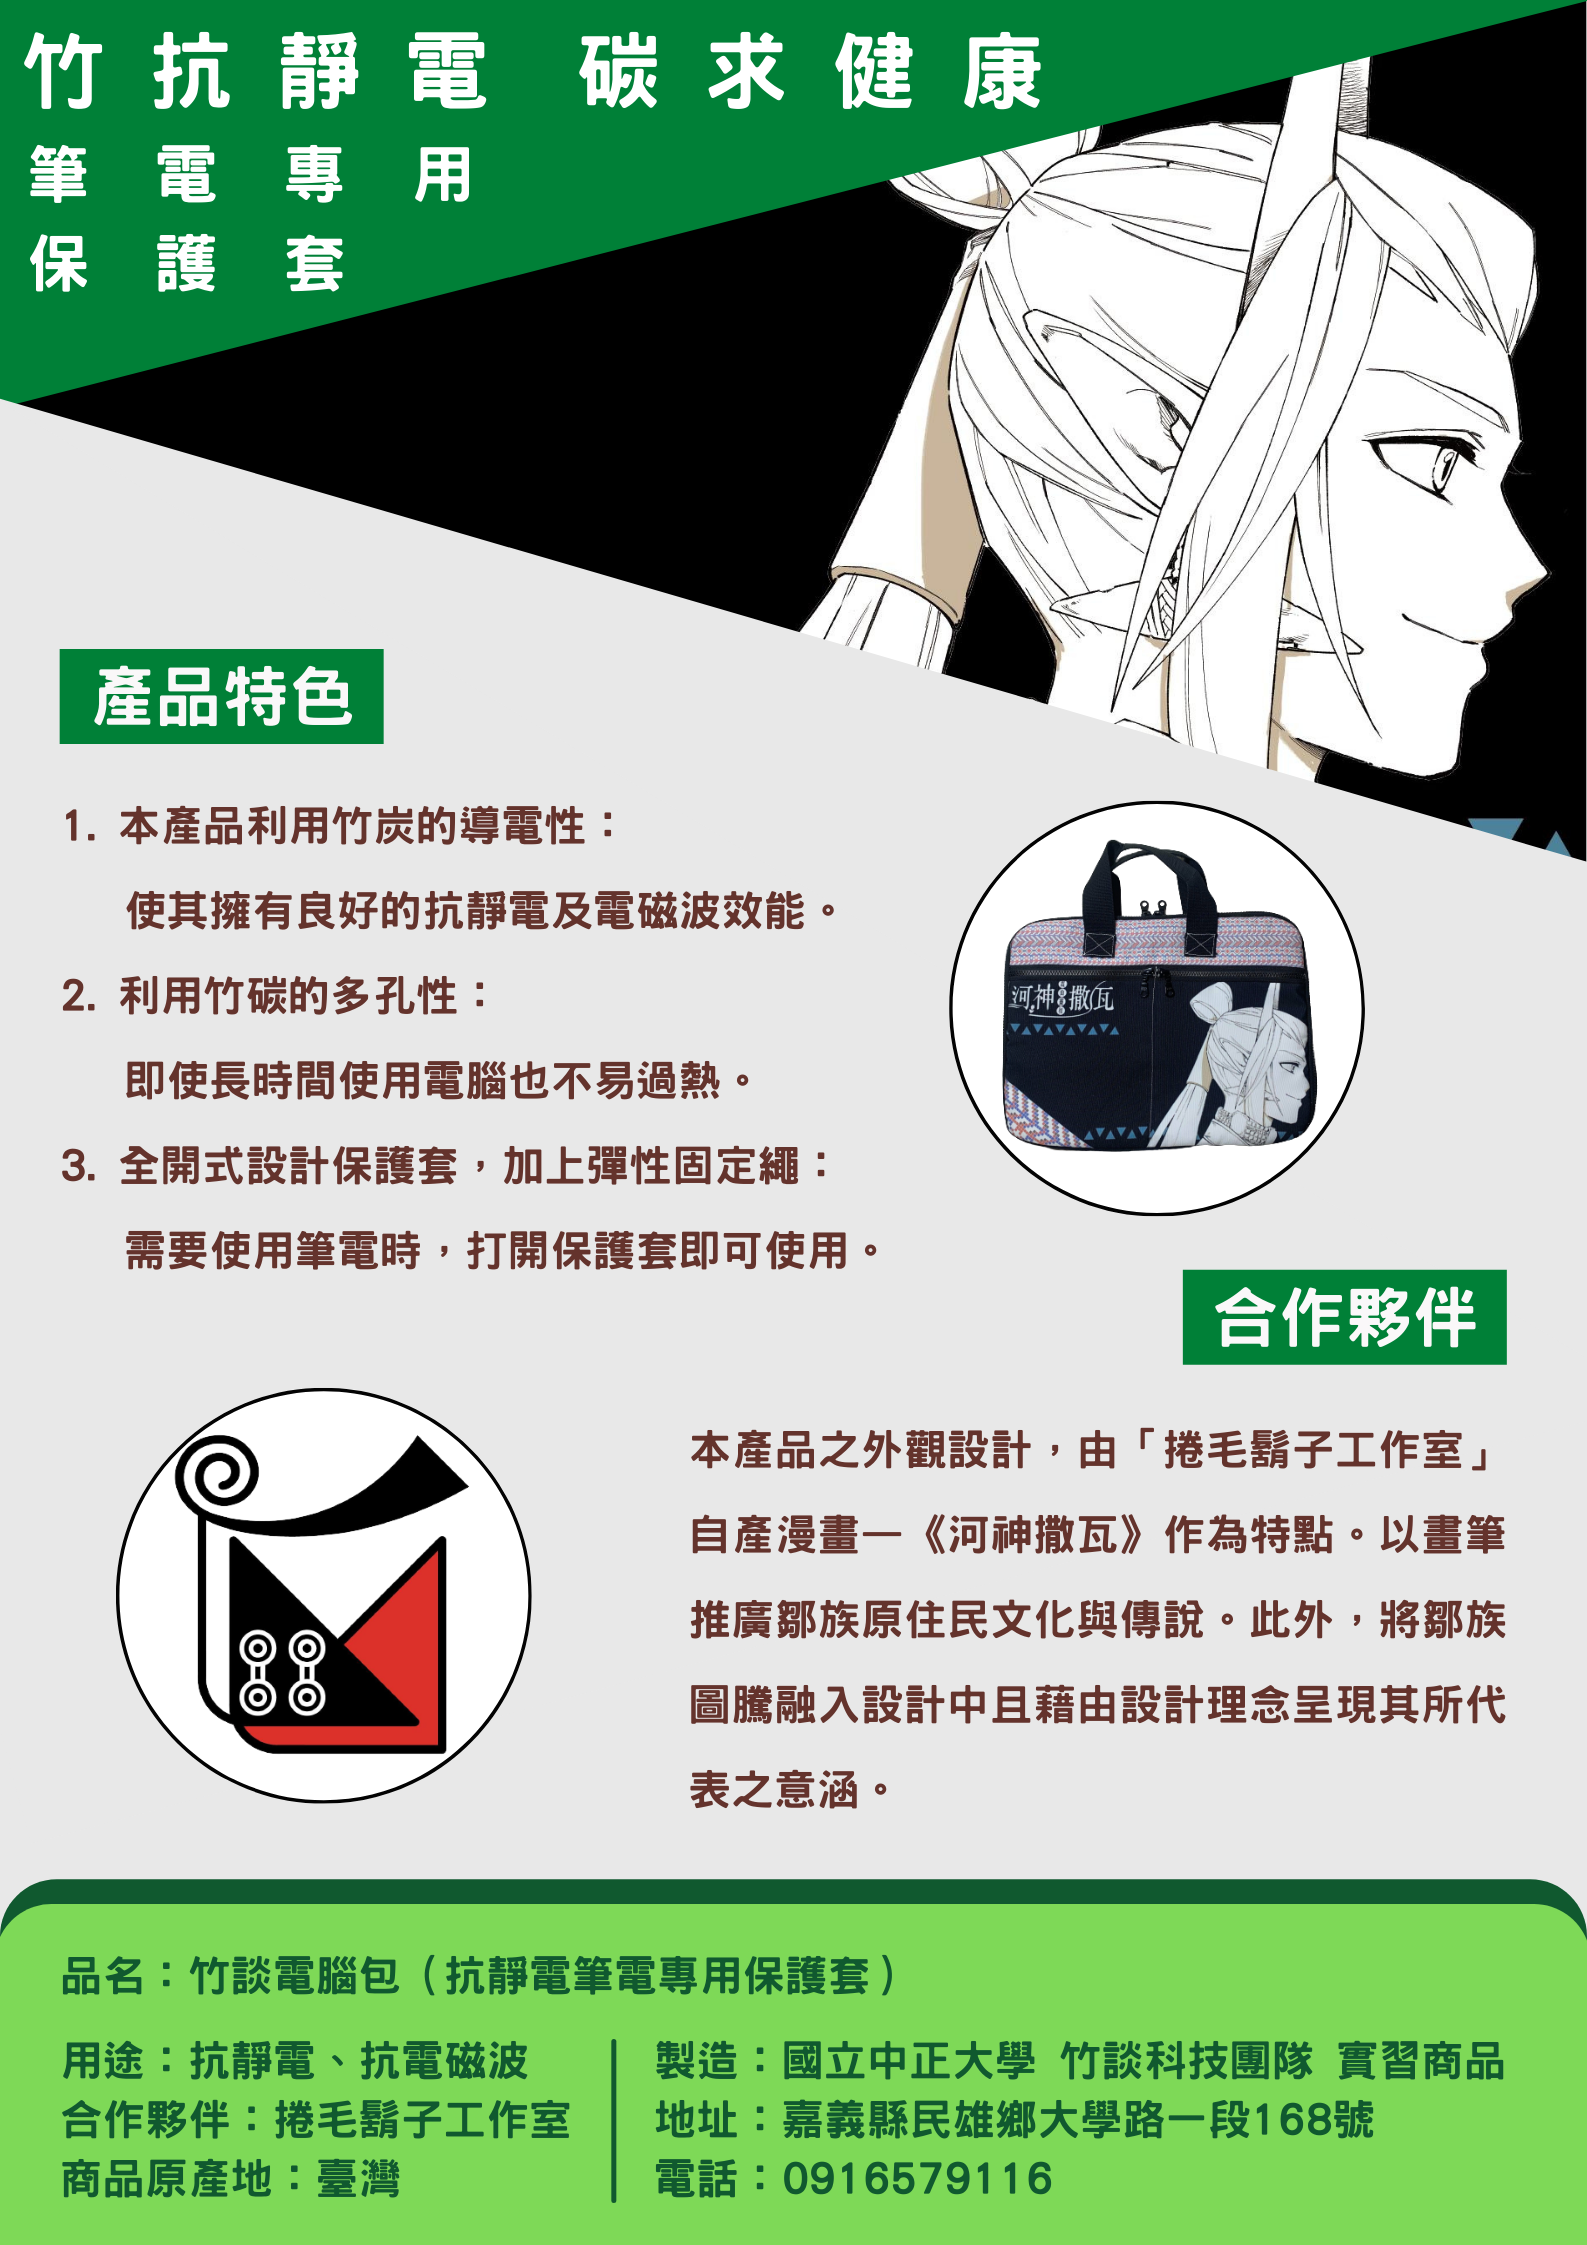 竹抗靜電 碳求健康
筆電專用
保護套
產品特色
1. 本產品利用竹炭的導電性：
使其擁有良好的抗靜電及電磁波效能。
2. 利用竹碳的多孔性：
即使長時間使用電腦也不易過熱。
3. 全開式設計保護套，加上彈性固定繩：
需要使用筆電時，打開保護套即可使用。
河神撒瓦
合作夥伴
本產品之外觀設計，由「捲毛鬍子工作室」
自產漫畫—《河神撒瓦》作為特點。以畫筆
推廣鄒族原住民文化與傳說。此外，將鄒族
圖騰融入設計中且藉由設計理念呈現其所代
表之意涵。
品名：竹談電腦包（抗靜電筆電專用保護套）
用途：抗靜電、抗電磁波
合作夥伴：捲毛鬍子工作室
商品原產地：臺灣
製造：國立中正大學 竹談科技團隊 實習商品
地址：嘉義縣民雄鄉大學路一段168號
電話：0916579116